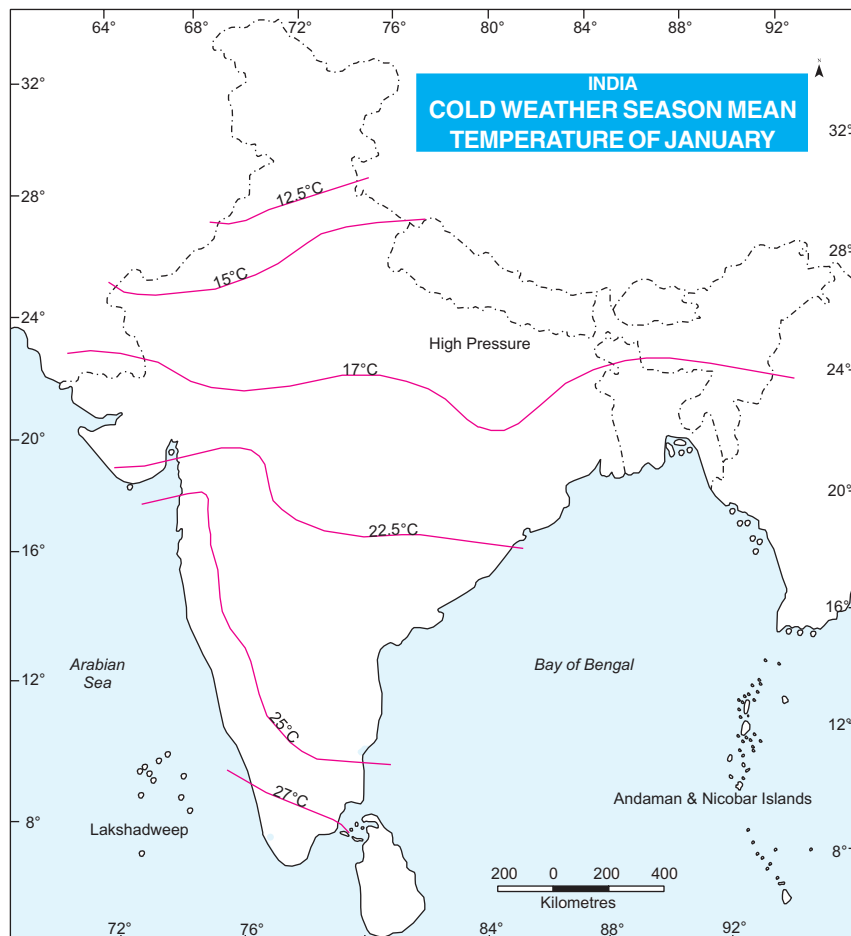 64° 68° 72° 76° 80° 84° 88° 92°
N
INDIA
COLD WEATHER SEASON MEAN
TEMPERATURE OF JANUARY
32°
32°
12.5°C
28°
28°
15°C
24°
High Pressure
17°C
24°
20°
20°
22.5°C
16°
16°
Arabian
Sea
Bay of Bengal
12°
12°
25°C
27°C
Andaman & Nicobar Islands
Lakshadweep
8°
8°
200 0 200 400
Kilometres
72° 76° 84° 88° 92°